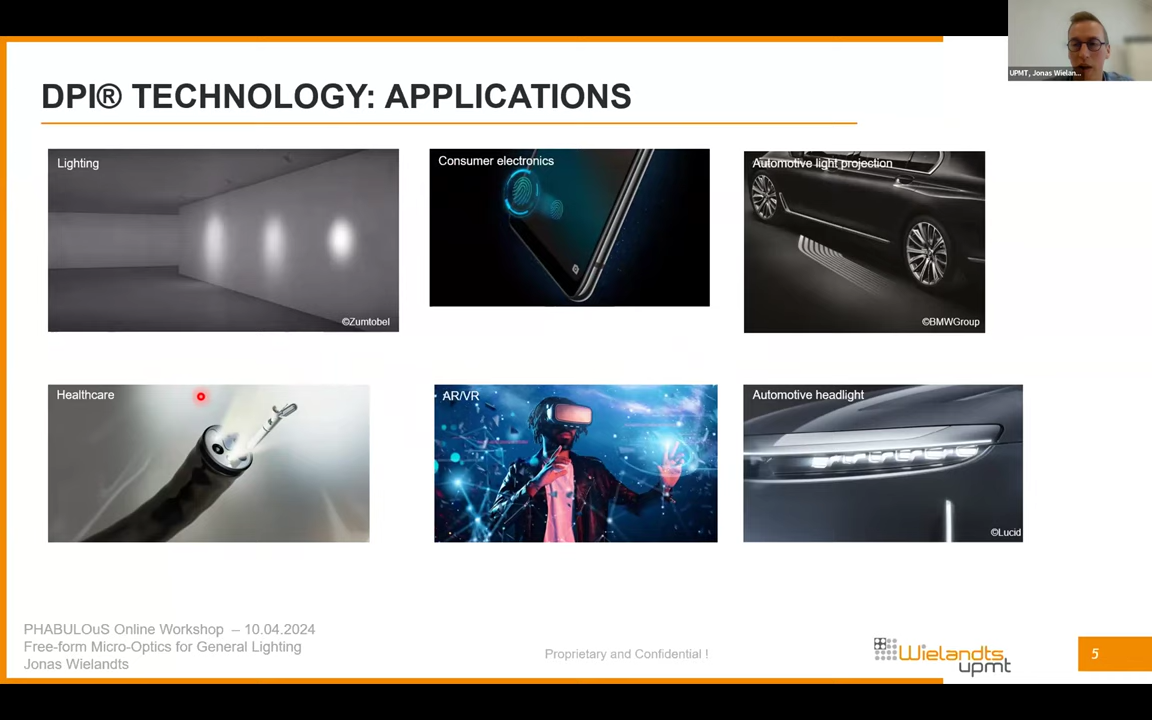 UPMT, Jonas Wielan...
DPI® TECHNOLOGY: APPLICATIONS
Lighting
©Zumtobel
Consumer electronics
Automotive light projection
©BMWGroup
Healthcare
AR/VR
Automotive headlight
©Lucid
PHABULOuS Online Workshop – 10.04.2024
Free-form Micro-Optics for General Lighting
Jonas Wielandts
Proprietary and Confidential !
Wielandts
upmt
5